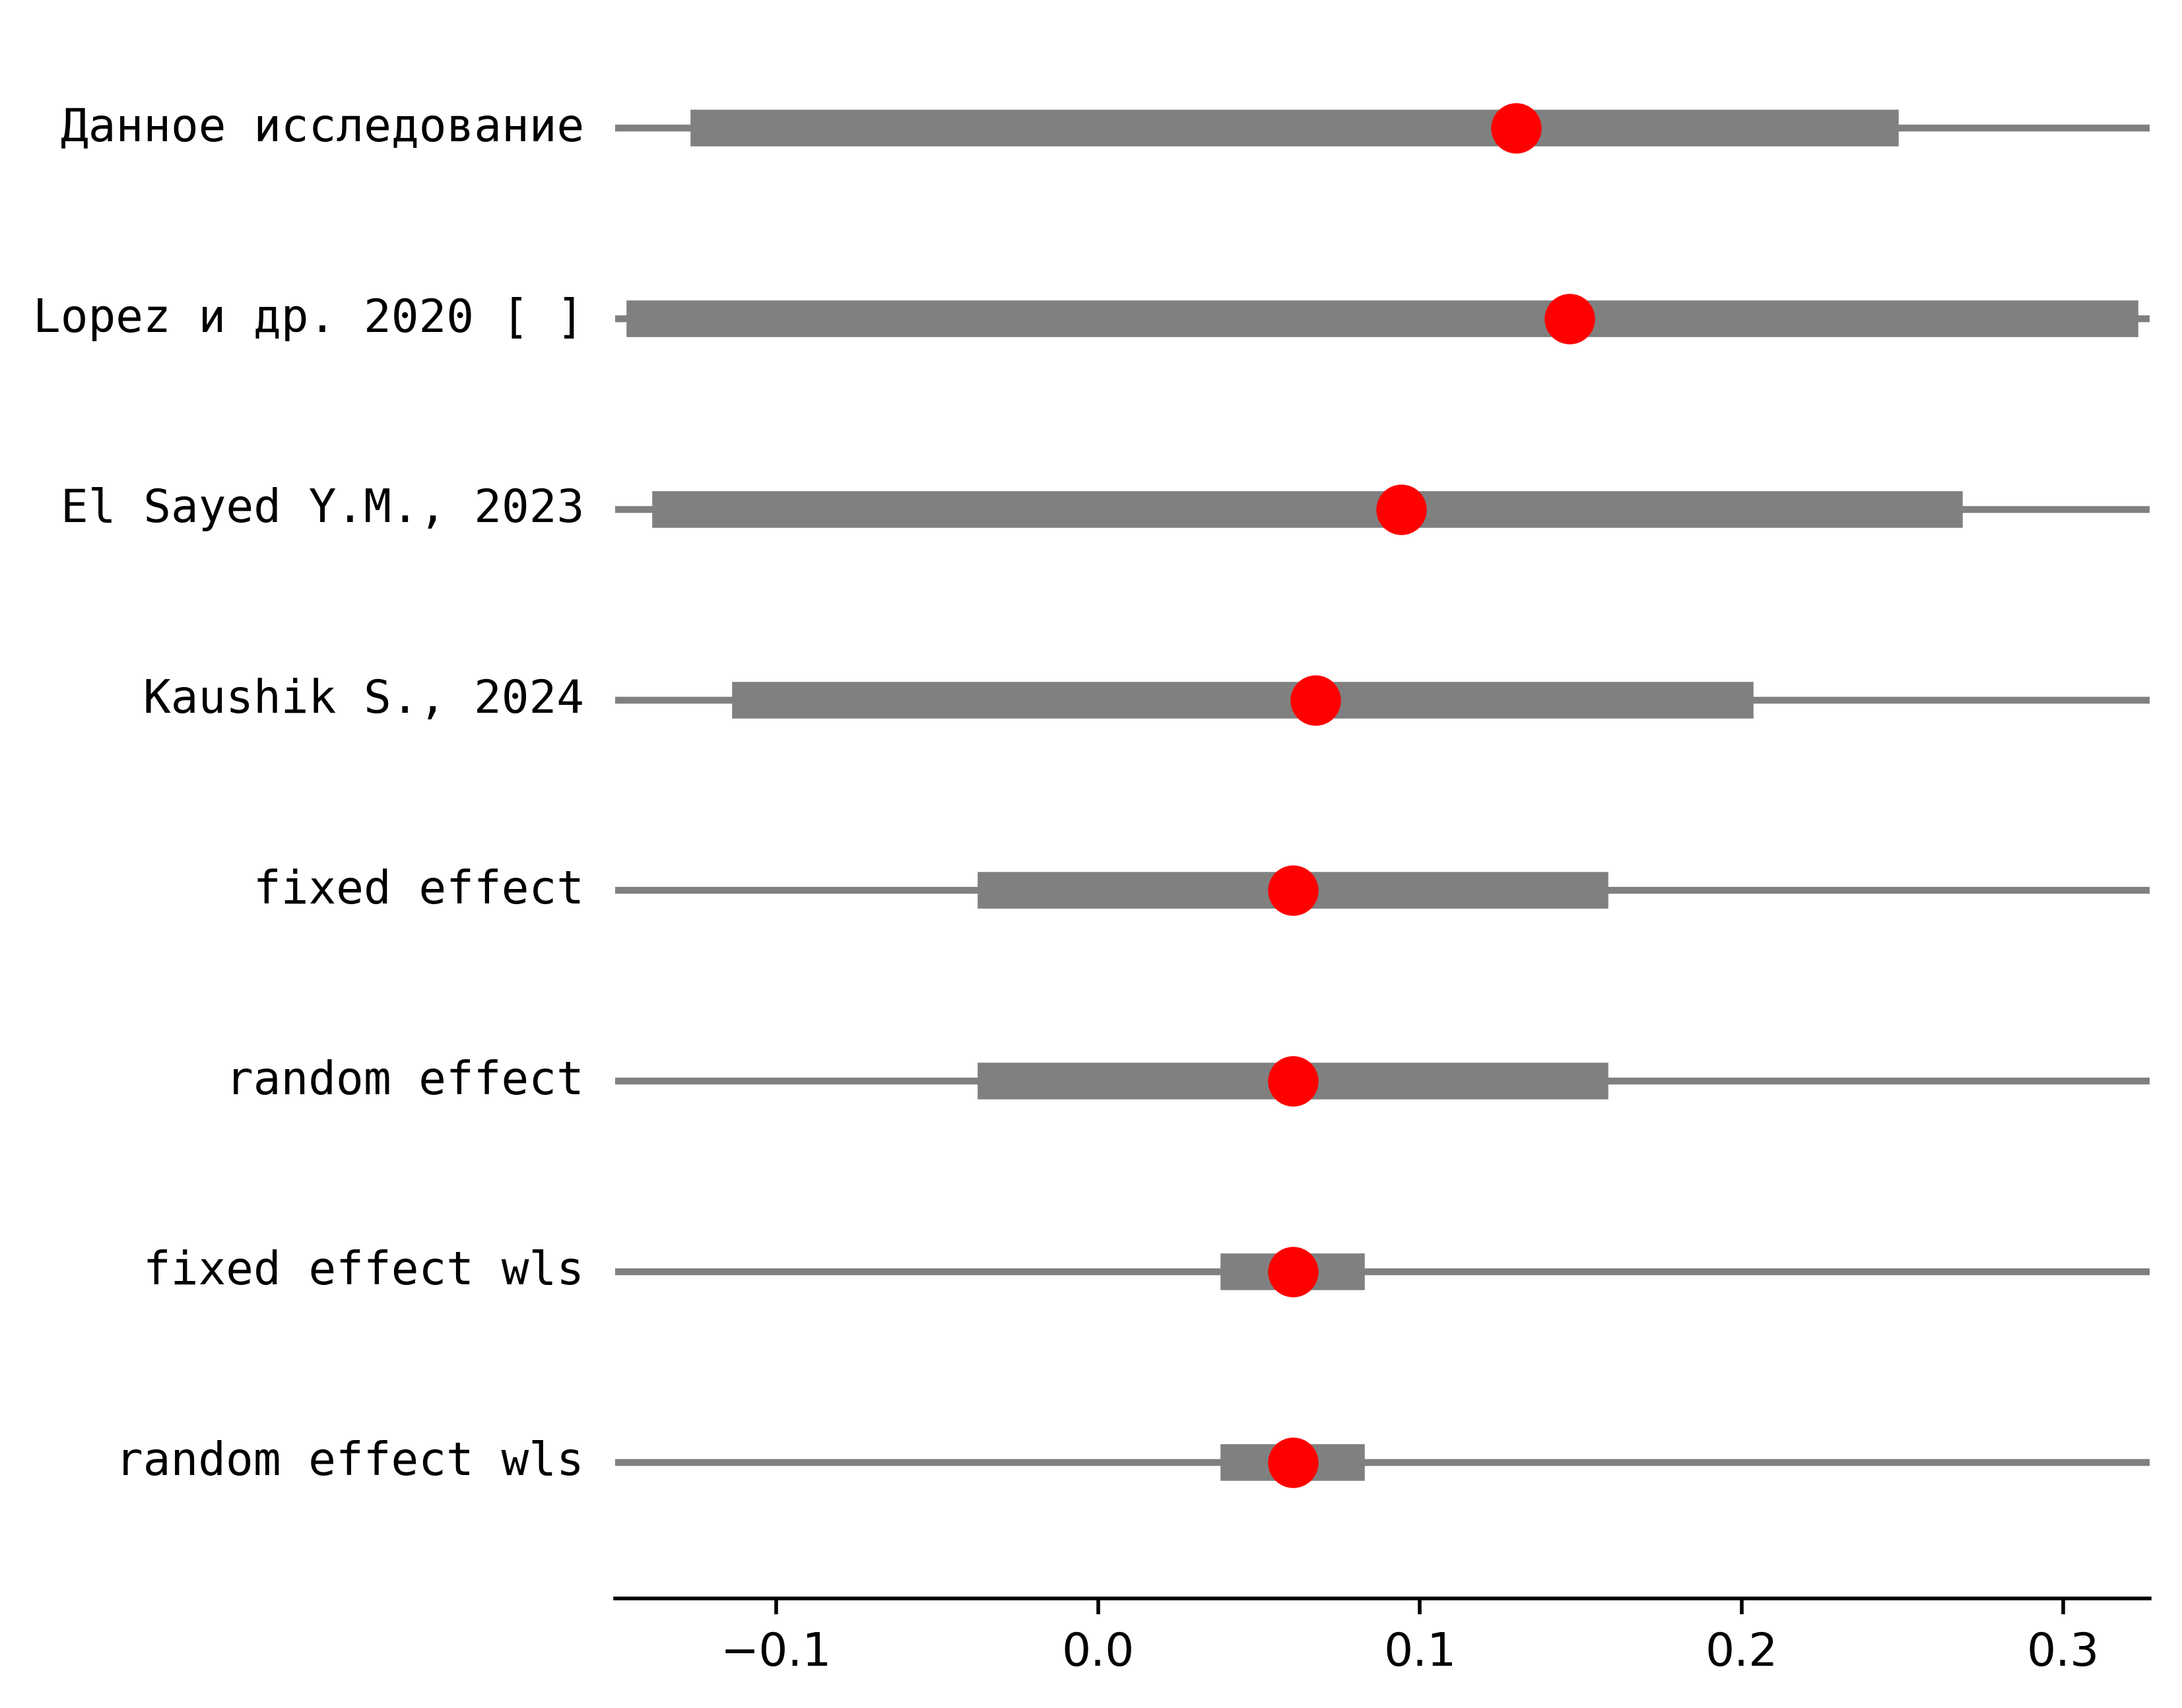 Данное исследование
Lopez и др. 2020 [ ]
El Sayed Y.M., 2023
Kaushik S., 2024
fixed effect
random effect
fixed effect wls
random effect wls
−0.1 0.0 0.1 0.2 0.3